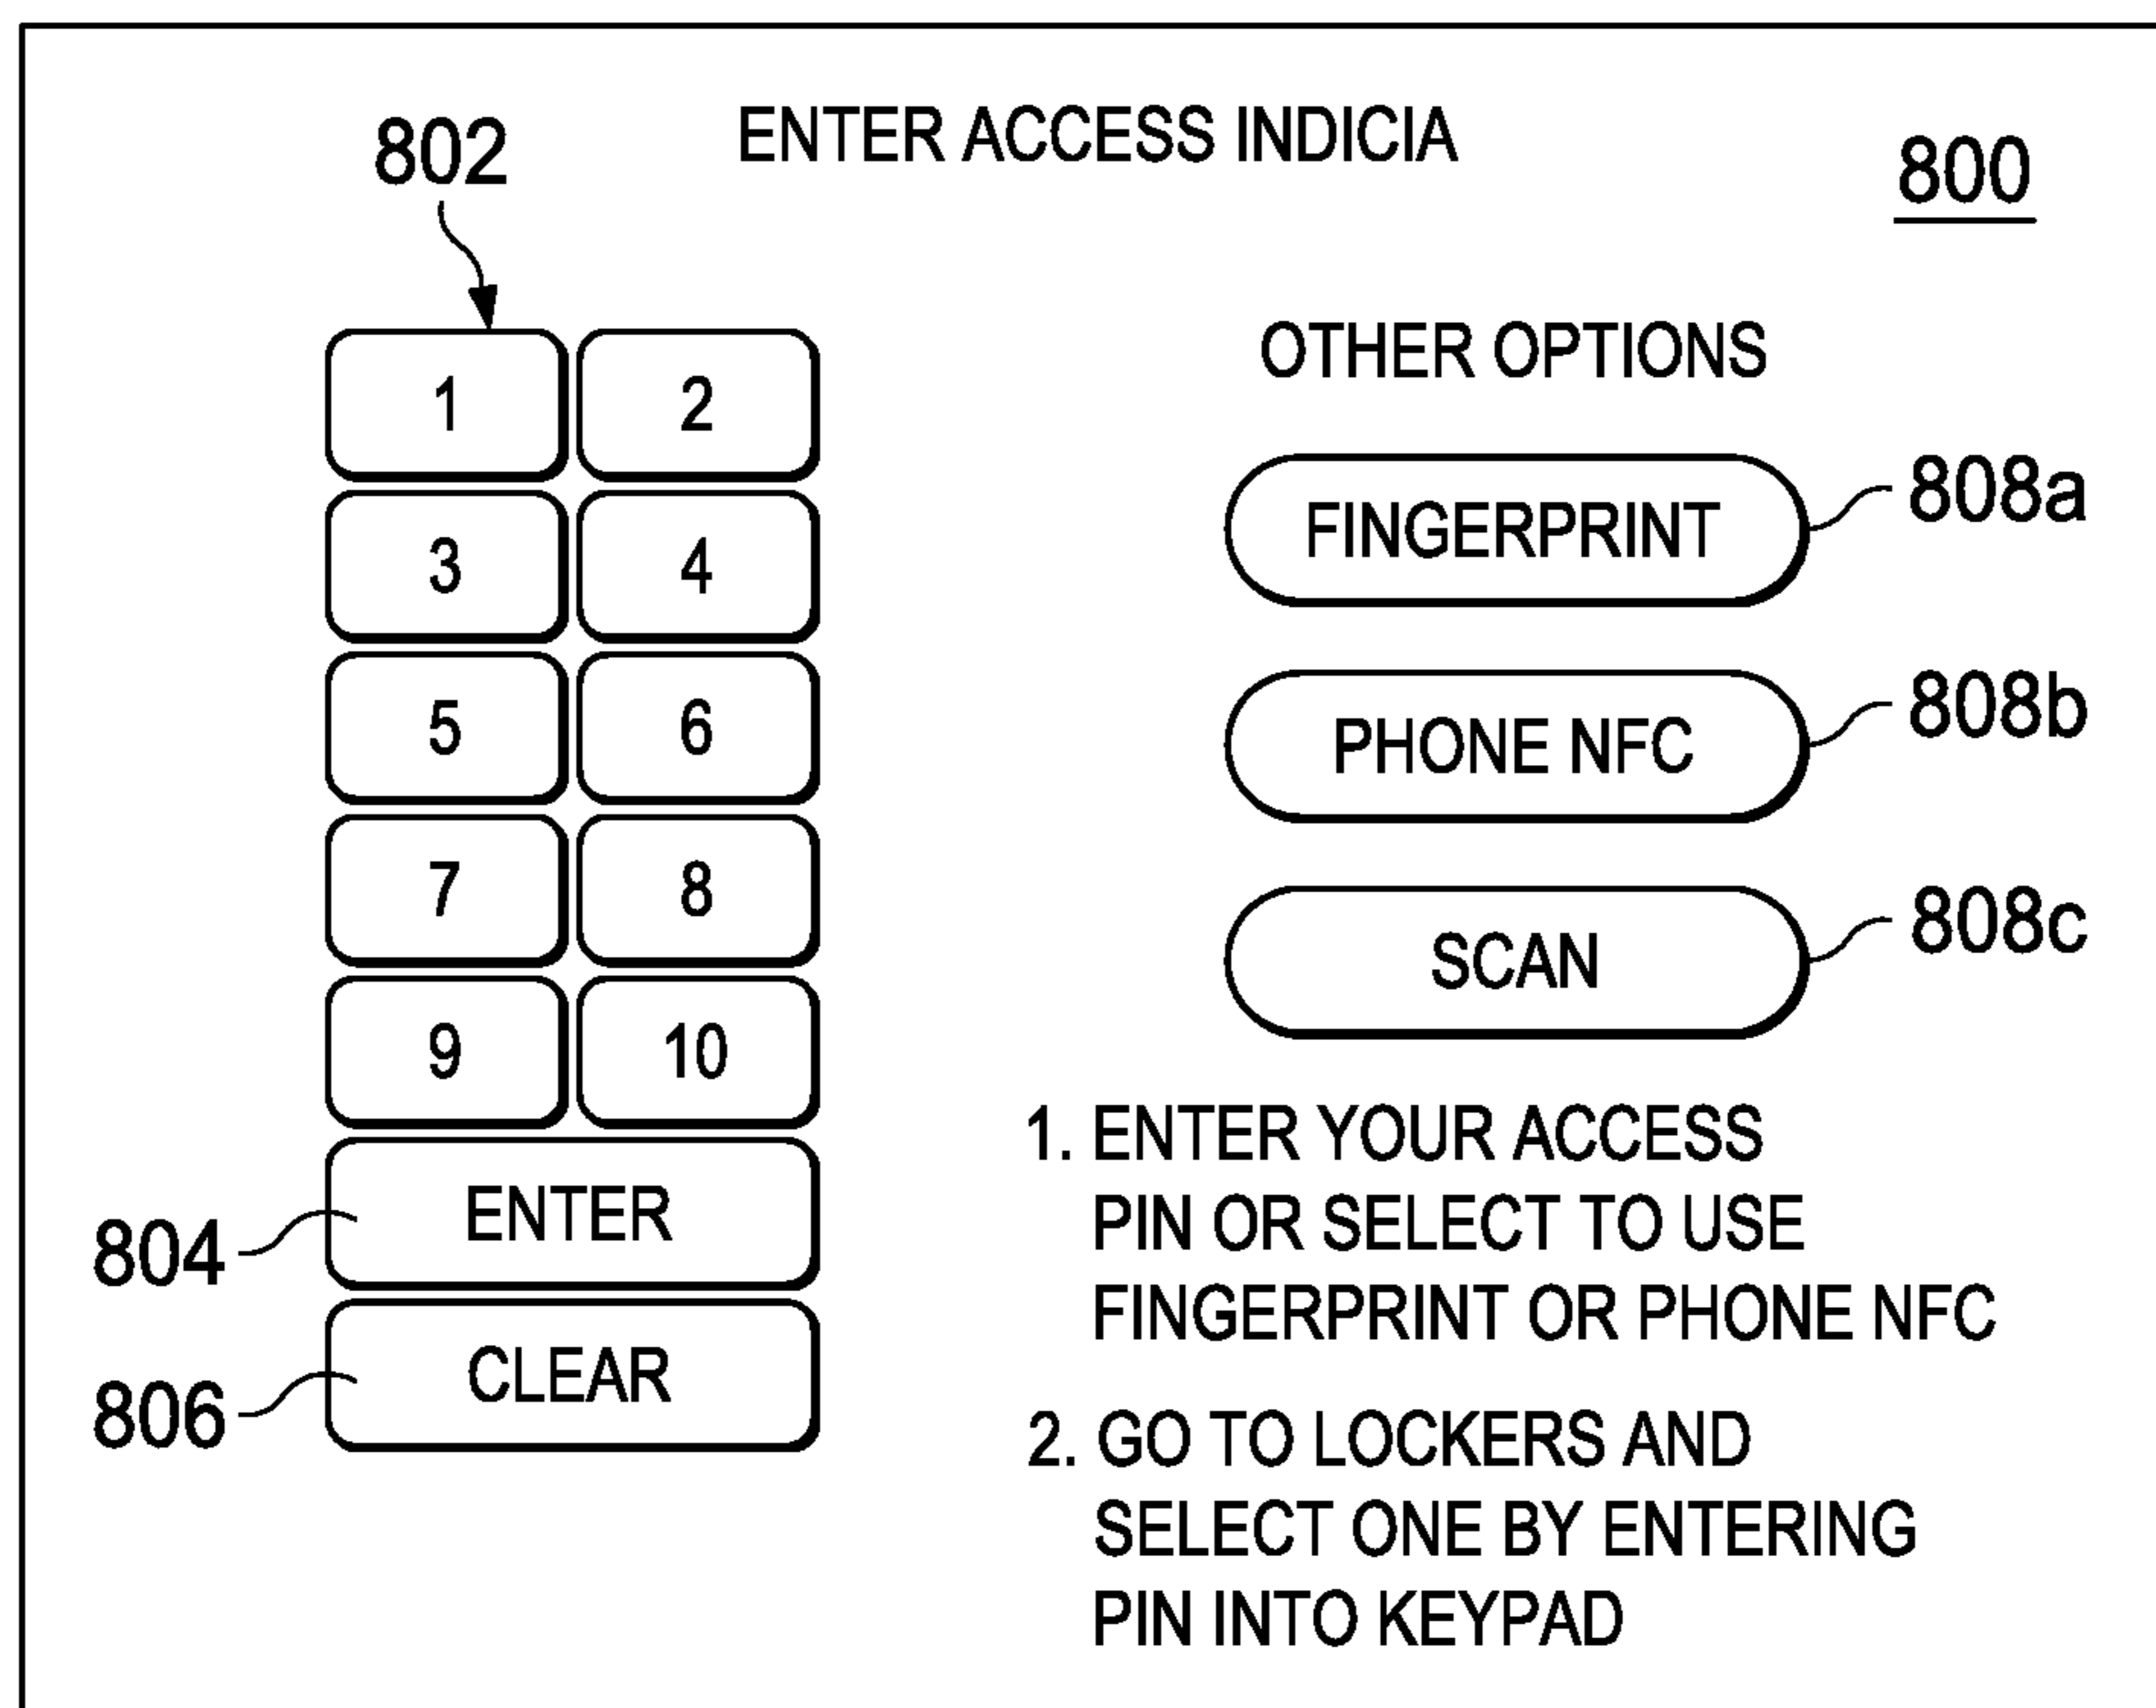 ENTER ACCESS INDICIA
800
802
1 2
3 4
5 6
7 8
9 10
ENTER
804
CLEAR
806
OTHER OPTIONS
FINGERPRINT
808a
PHONE NFC
808b
SCAN
808c
1. ENTER YOUR ACCESS
PIN OR SELECT TO USE
FINGERPRINT OR PHONE NFC
2. GO TO LOCKERS AND
SELECT ONE BY ENTERING
PIN INTO KEYPAD